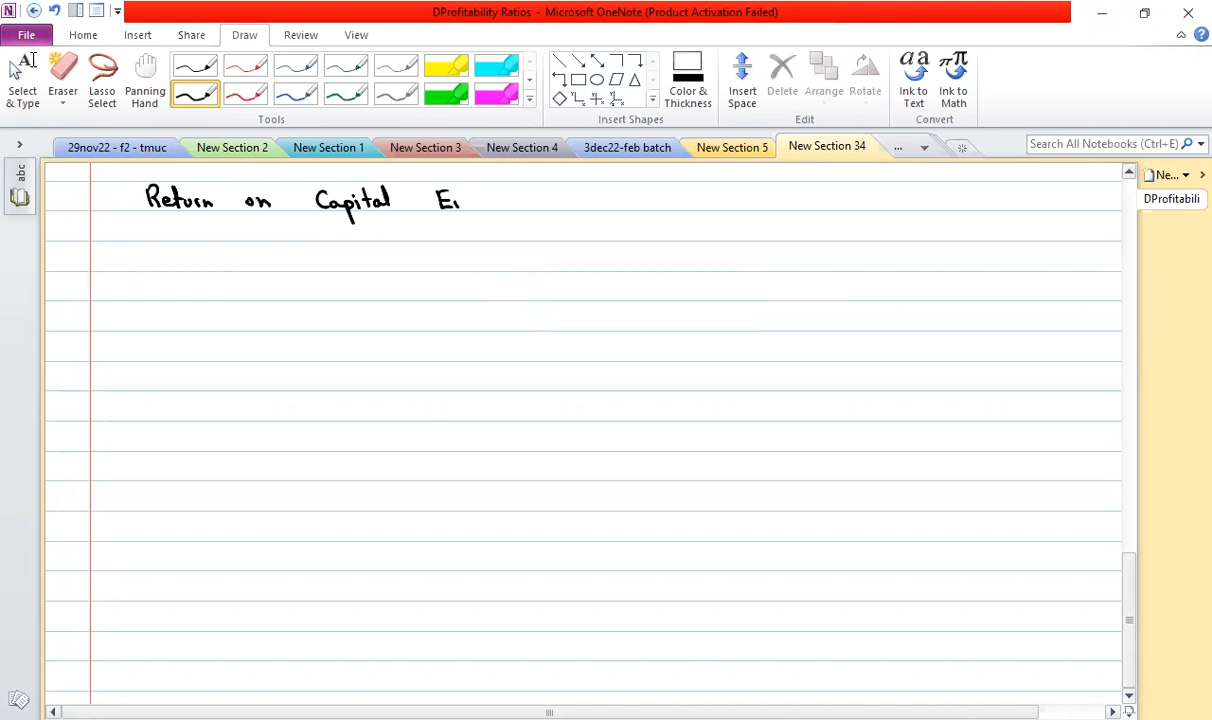 DProfitability Ratios - Microsoft OneNote (Product Activation Failed)
File Home Insert Share Draw Review View
Select & Type
Eraser
Lasso Select
Panning Hand
Color & Thickness
Insert Space
Delete
Arrange
Rotate
Ink to Text
Ink to Math
Tools
Insert Shapes
Edit
Convert
29nov22 - f2 - tmuc New Section 2 New Section 1 New Section 3 New Section 4 3dec22-feb batch New Section 5 New Section 34 ... Search All Notebooks (Ctrl+E)
abc
Ne...
DProfitabili
Return on Capital